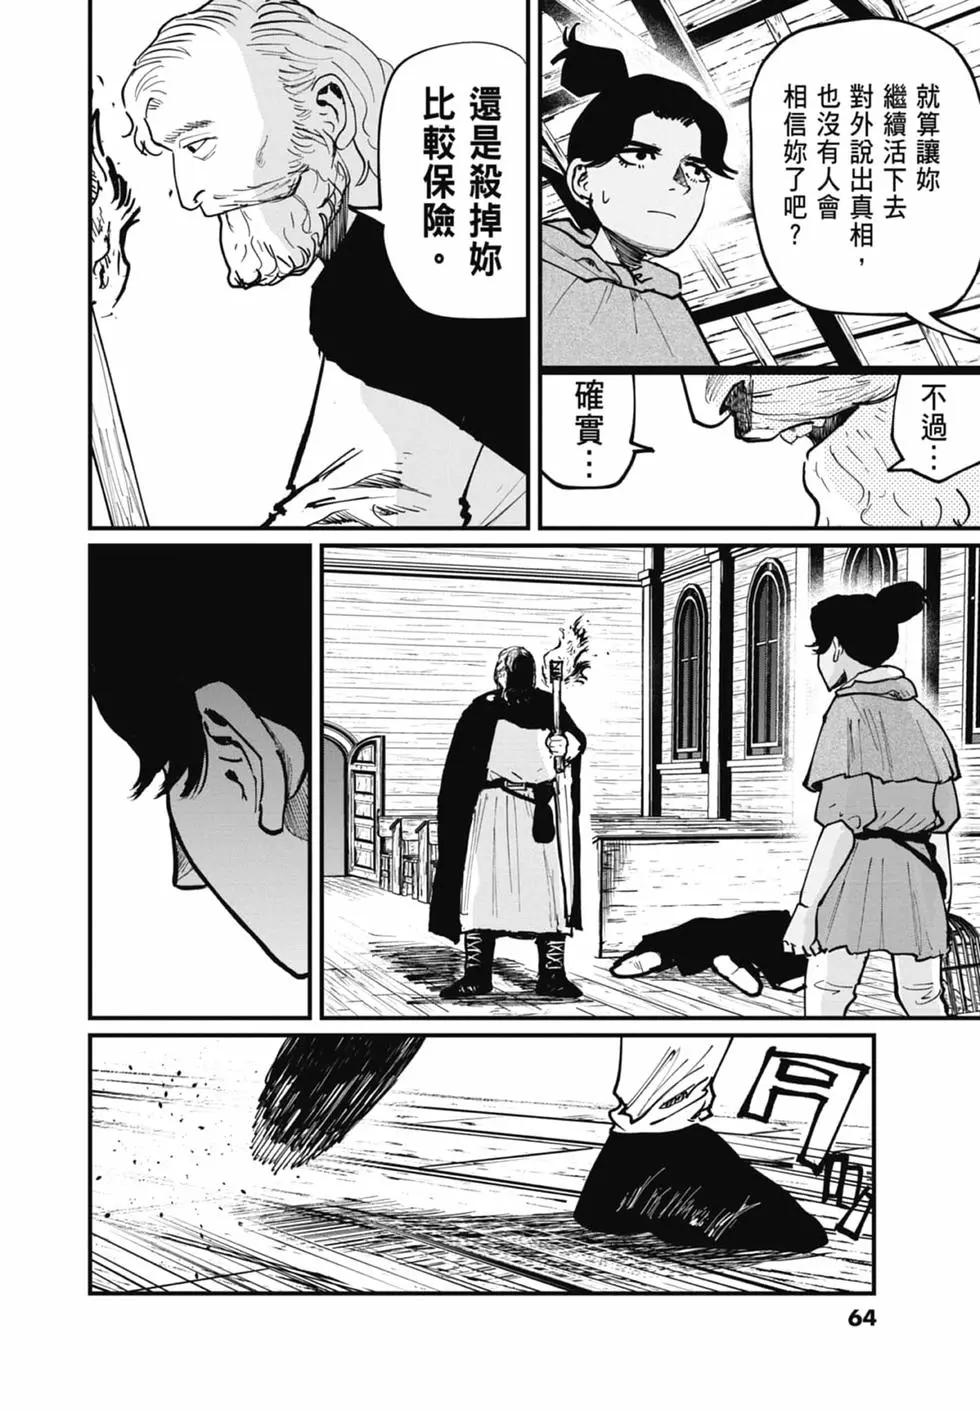 就算讓妳
繼續活下去
對外說出真相，
也沒有人會
相信妳了吧？
不過…
確實…
還是殺掉妳
比較保險。
64